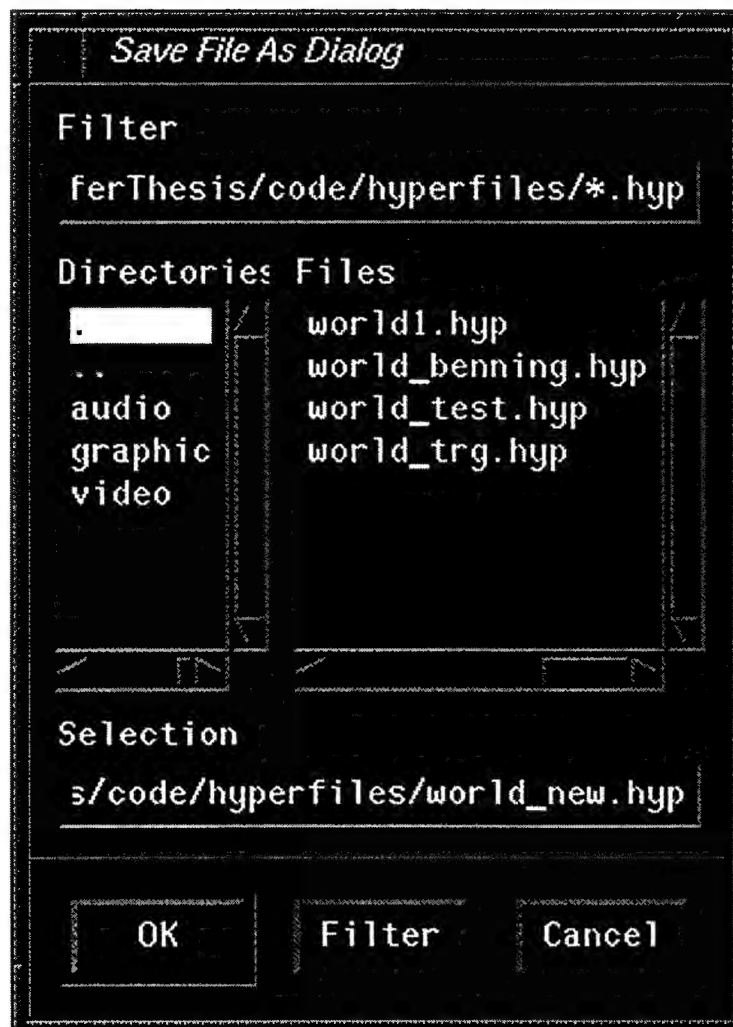 Save File As Dialog
Filter
ferThesis/code/hyperfiles/*.hyp
Directories Files
. world1.hyp
.. world_benning.hyp
audio world_test.hyp
graphic world_trg.hyp
video
Selection
s/code/hyperfiles/world_new.hyp
OK Filter Cancel